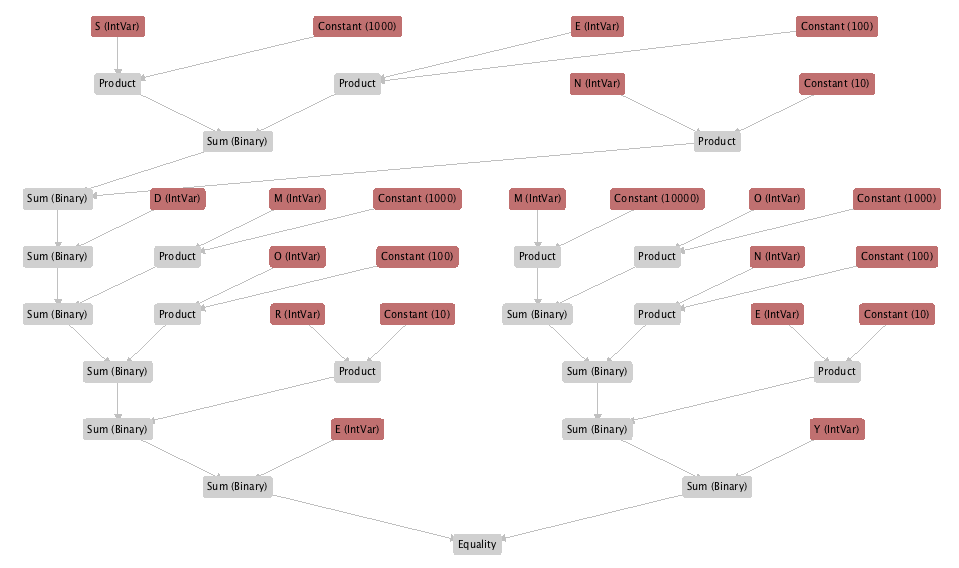 S (IntVar) Constant (1000) E (IntVar) Constant (100)
Product Product N (IntVar) Constant (10)
Sum (Binary) Product
Sum (Binary) D (IntVar) M (IntVar) Constant (1000) M (IntVar) Constant (10000) O (IntVar) Constant (1000)
Sum (Binary) Product O (IntVar) Constant (100) Product Product N (IntVar) Constant (100)
Sum (Binary) Product R (IntVar) Constant (10) Sum (Binary) Product E (IntVar) Constant (10)
Sum (Binary) Product Sum (Binary) Product
Sum (Binary) E (IntVar) Sum (Binary) Y (IntVar)
Sum (Binary) Sum (Binary)
Equality